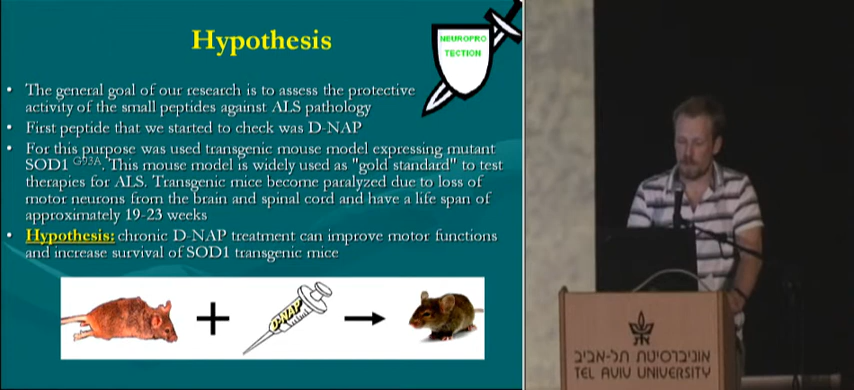 Hypothesis
NEUROPRO
TECTION
• The general goal of our research is to assess the protective
activity of the small peptides against ALS pathology
• First peptide that we started to check was D-NAP
• For this purpose was used transgenic mouse model expressing mutant
SOD1 G93A. This mouse model is widely used as "gold standard" to test
therapies for ALS. Transgenic mice become paralyzed due to loss of
motor neurons from the brain and spinal cord and have a life span of
approximately 19-23 weeks
• Hypothesis: chronic D-NAP treatment can improve motor functions
and increase survival of SOD1 transgenic mice
+
D-NAP
אוניברסיטת תל-אביב
TEL AVIV UNIVERSITY